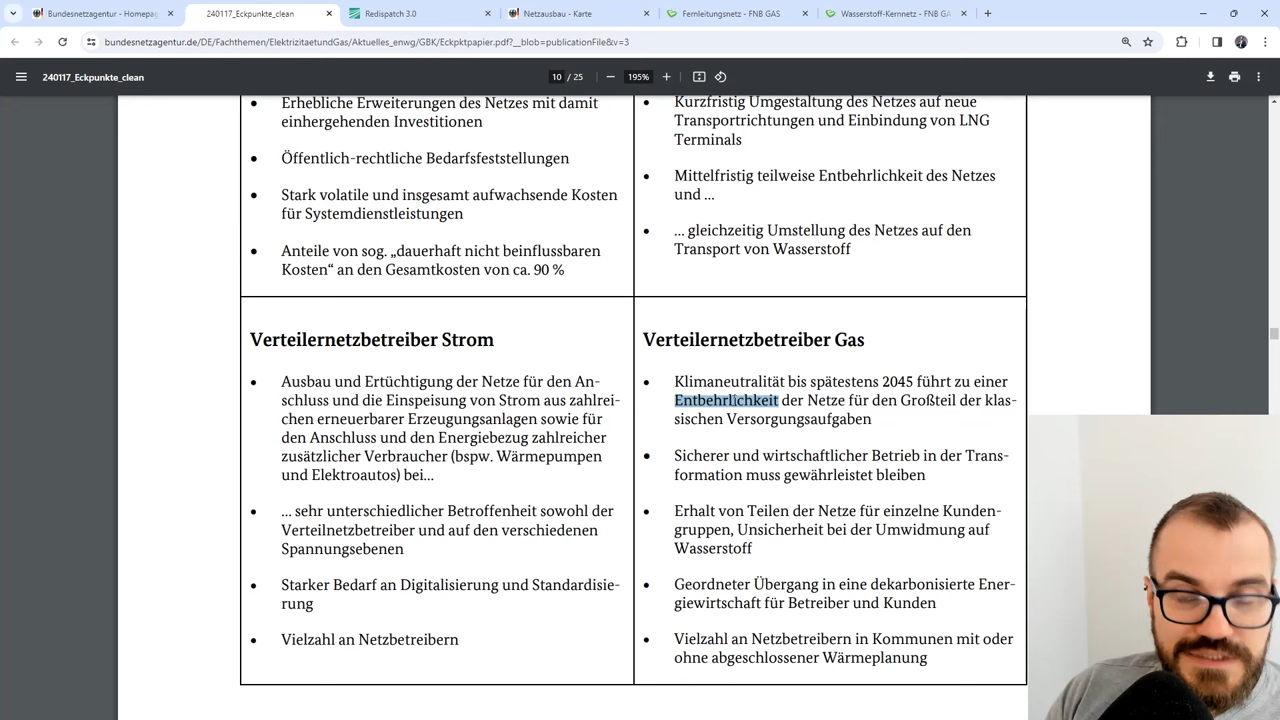 Bundesnetzagentur - Homepag
240117_Eckpunkte_clean
Redispatch 3.0
Netzausbau - Karte
Fernleitungsnetz - FNB GAS
Wasserstoff-Kernnetz - FNB GA
bundesnetzagentur.de/DE/Fachthemen/ElektrizitaetundGas/Aktuelles_enwg/GBK/Eckpktpapier.pdf?__blob=publicationFile&v=3
240117_Eckpunkte_clean
10 / 25
195%
• Erhebliche Erweiterungen des Netzes mit damit
einhergehenden Investitionen
• Öffentlich-rechtliche Bedarfsfeststellungen
• Stark volatile und insgesamt aufwachsende Kosten
für Systemdienstleistungen
• Anteile von sog. „dauerhaft nicht beinflussbaren
Kosten“ an den Gesamtkosten von ca. 90 %
• Kurzfristig Umgestaltung des Netzes auf neue
Transportrichtungen und Einbindung von LNG
Terminals
• Mittelfristig teilweise Entbehrlichkeit des Netzes
und ...
• ... gleichzeitig Umstellung des Netzes auf den
Transport von Wasserstoff
Verteilernetzbetreiber Strom
• Ausbau und Ertüchtigung der Netze für den An-
schluss und die Einspeisung von Strom aus zahlrei-
chen erneuerbarer Erzeugungsanlagen sowie für
den Anschluss und den Energiebezug zahlreicher
zusätzlicher Verbraucher (bspw. Wärmepumpen
und Elektroautos) bei...
• ... sehr unterschiedlicher Betroffenheit sowohl der
Verteilnetzbetreiber und auf den verschiedenen
Spannungsebenen
• Starker Bedarf an Digitalisierung und Standardisie-
rung
• Vielzahl an Netzbetreibern
Verteilernetzbetreiber Gas
• Klimaneutralität bis spätestens 2045 führt zu einer
Entbehrlichkeit der Netze für den Großteil der klas-
sischen Versorgungsaufgaben
• Sicherer und wirtschaftlicher Betrieb in der Trans-
formation muss gewährleistet bleiben
• Erhalt von Teilen der Netze für einzelne Kunden-
gruppen, Unsicherheit bei der Umwidmung auf
Wasserstoff
• Geordneter Übergang in eine dekarbonisierte Ener-
giewirtschaft für Betreiber und Kunden
• Vielzahl an Netzbetreibern in Kommunen mit oder
ohne abgeschlossener Wärmeplanung